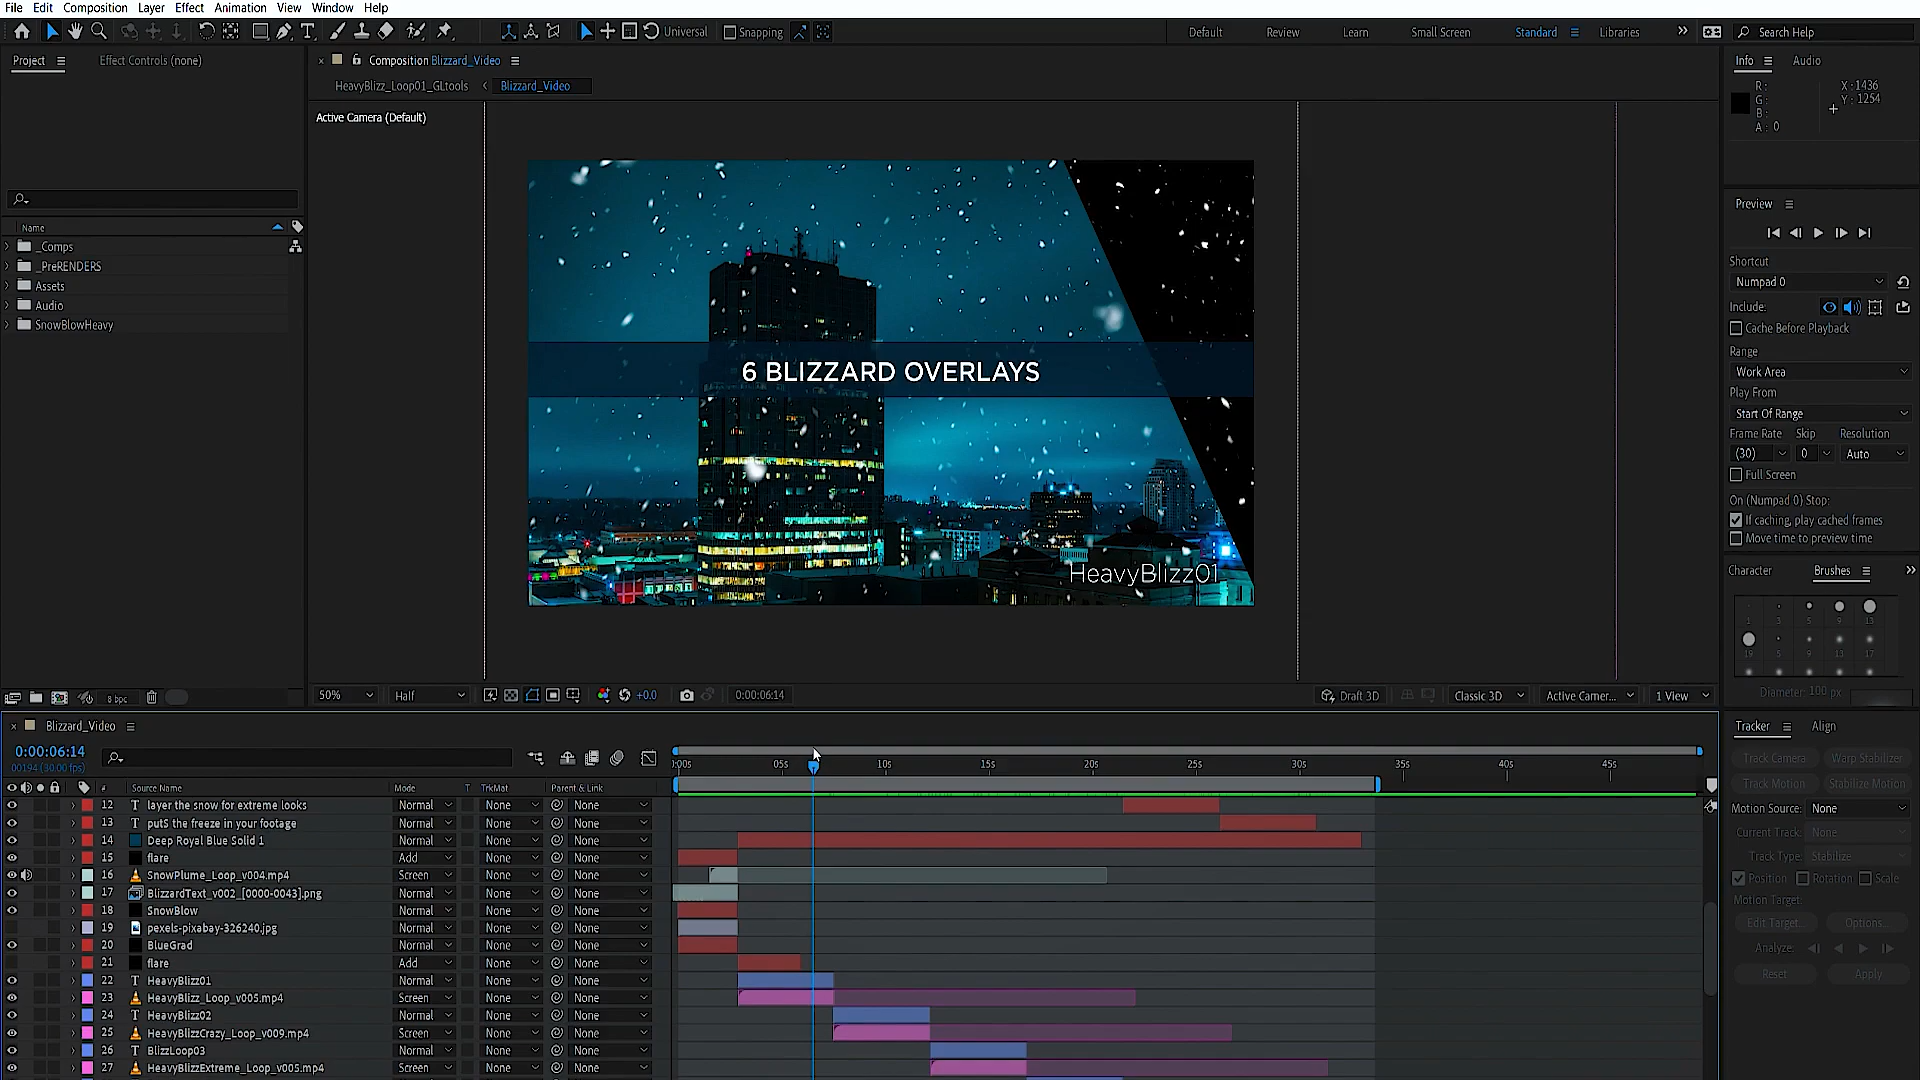 File Edit Composition Layer Effect Animation View Window Help
Universal Snapping Default Review Learn Small Screen Standard Libraries Search Help
Project Effect Controls (none)
Composition Blizzard_Video
HeavyBlizz_Loop01_GLtools Blizzard_Video
Active Camera (Default)
Name
_Comps
_PreRENDERS
Assets
Audio
SnowBlowHeavy
8 bpc
6 BLIZZARD OVERLAYS
HeavyBlizz01
50% Half +0.0 0:00:06:14 Draft 3D Classic 3D Active Camer... 1 View
Info Audio
R: X: 1436
G: Y: 1254
B:
A: 0
Preview
Shortcut
Numpad 0
Include:
Cache Before Playback
Range
Work Area
Play From
Start Of Range
Frame Rate Skip Resolution
(30) 0 Auto
Full Screen
On (Numpad 0) Stop:
If caching, play cached frames
Move time to preview time
Character Brushes
1 3 5 9 13
19 5 9 13 17
Diameter: 100 px
Tracker Align
Track Camera Warp Stabilizer
Track Motion Stabilize Motion
Motion Source: None
Current Track: None
Track Type: Stabilize
Position Rotation Scale
Motion Target:
Edit Target... Options...
Analyze:
Reset Apply
Blizzard_Video
0:00:06:14
00194 (30.00 fps)
:00s 05s 10s 15s 20s 25s 30s 35s 40s 45s
# Source Name Mode T TrkMat Parent & Link
12 layer the snow for extreme looks Normal None None
13 putS the freeze in your footage Normal None None
14 Deep Royal Blue Solid 1 Normal None None
15 flare Add None None
16 SnowPlume_Loop_v004.mp4 Screen None None
17 BlizzardText_v002_[0000-0043].png Normal None None
18 SnowBlow Normal None None
19 pexels-pixabay-326240.jpg Normal None None
20 BlueGrad Normal None None
21 flare Add None None
22 HeavyBlizz01 Normal None None
23 HeavyBlizz_Loop_v005.mp4 Screen None None
24 HeavyBlizz02 Normal None None
25 HeavyBlizzCrazy_Loop_v009.mp4 Screen None None
26 BlizzLoop03 Normal None None
27 HeavyBlizzExtreme_Loop_v005.mp4 Screen None None